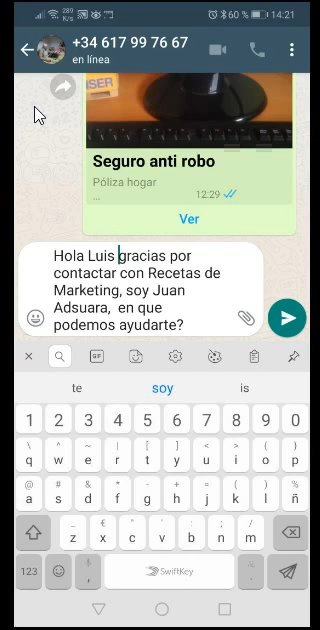 289 K/s 60 % 14:21
+34 617 99 76 67
en línea
Seguro anti robo
Póliza hogar
...
12:29
Ver
Hola Luis gracias por
contactar con Recetas de
Marketing, soy Juan
Adsuara,  en que
podemos ayudarte?
GIF
te soy is
1 2 3 4 5 6 7 8 9 0
\ ^ ~ | [ ] < > { }
q w e r t y u i o p
@ # & * - + = ( ) %
a s d f g h j k l ñ
_ € " ' : ; /
z x c v b n m
123 , SwiftKey .